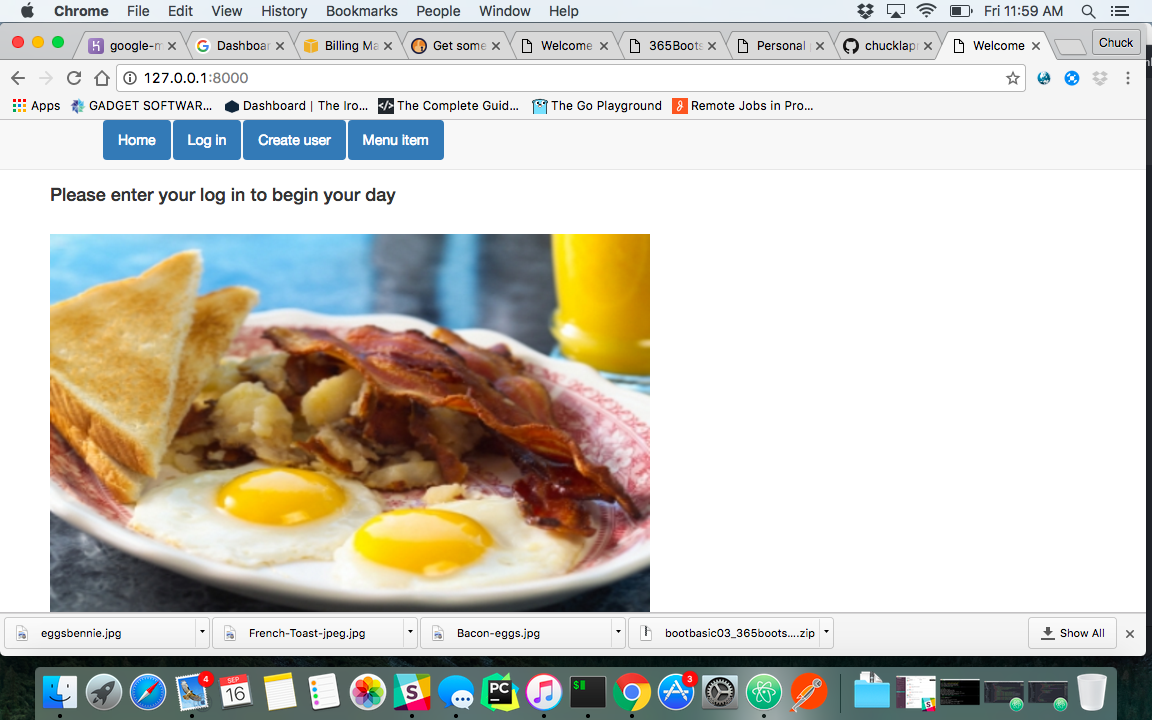 Chrome File Edit View History Bookmarks People Window Help Fri 11:59 AM
google-m Dashboar Billing Ma Get some Welcome 365Boots Personal chucklapr Welcome Chuck
127.0.0.1:8000
Apps GADGET SOFTWAR... Dashboard | The Iro... The Complete Guid... The Go Playground Remote Jobs in Pro...
Home Log in Create user Menu item
Please enter your log in to begin your day
eggsbennie.jpg French-Toast-jpeg.jpg Bacon-eggs.jpg bootbasic03_365boots....zip Show All
4 SEP 16 S PC $ 3